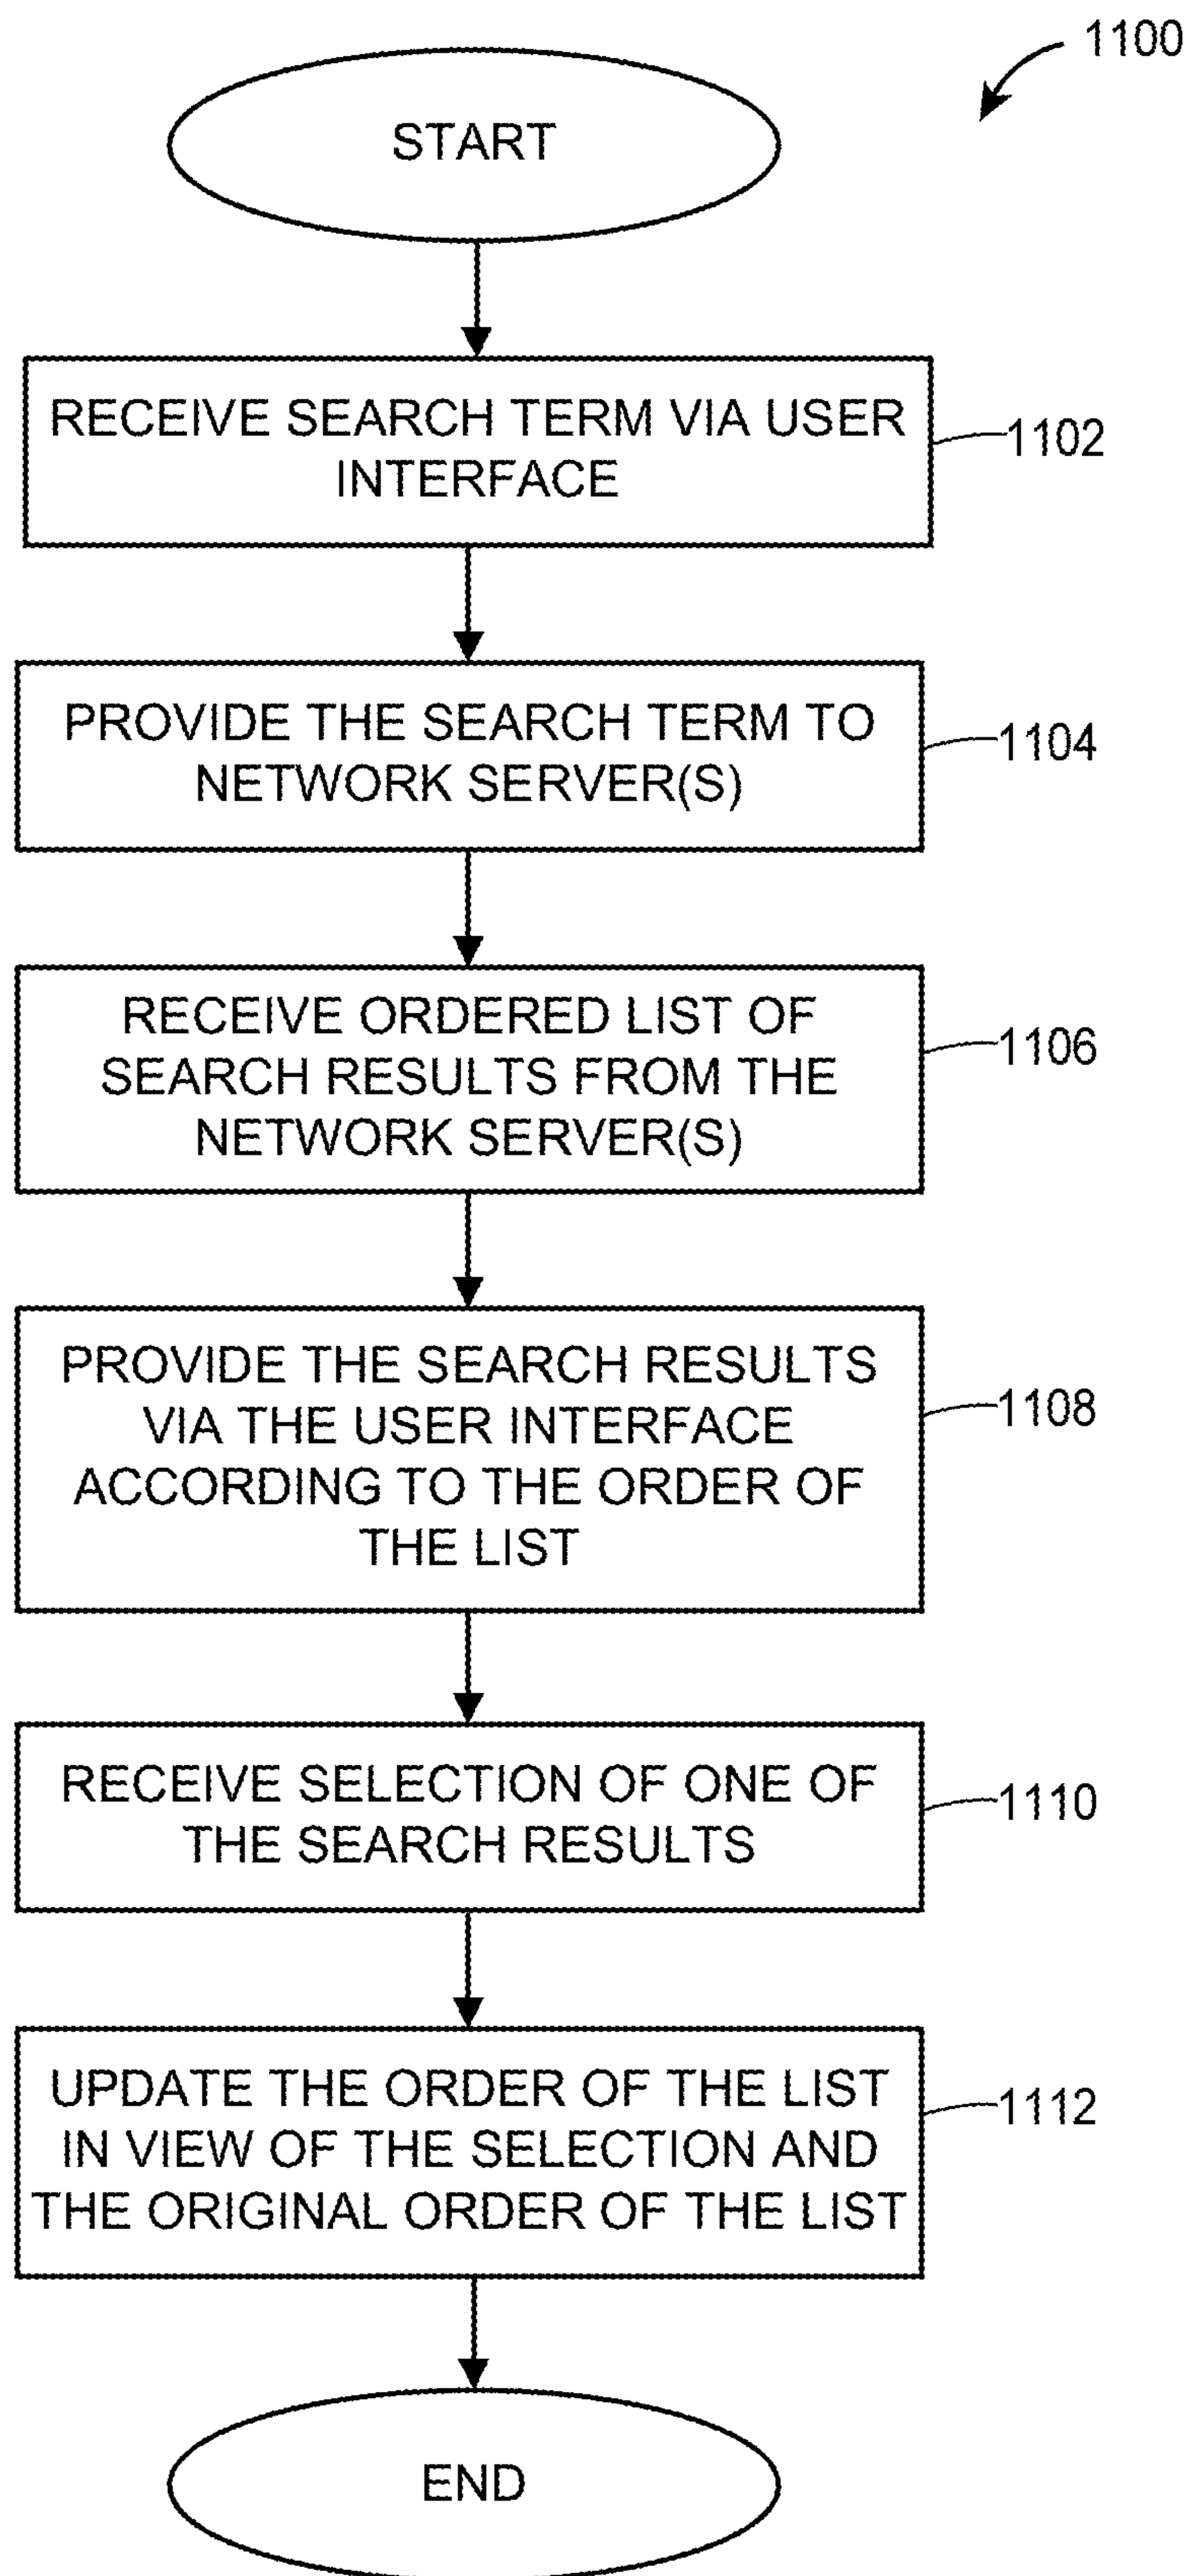 1100
START
RECEIVE SEARCH TERM VIA USER
INTERFACE
1102
PROVIDE THE SEARCH TERM TO
NETWORK SERVER(S)
1104
RECEIVE ORDERED LIST OF
SEARCH RESULTS FROM THE
NETWORK SERVER(S)
1106
PROVIDE THE SEARCH RESULTS
VIA THE USER INTERFACE
ACCORDING TO THE ORDER OF
THE LIST
1108
RECEIVE SELECTION OF ONE OF
THE SEARCH RESULTS
1110
UPDATE THE ORDER OF THE LIST
IN VIEW OF THE SELECTION AND
THE ORIGINAL ORDER OF THE LIST
1112
END